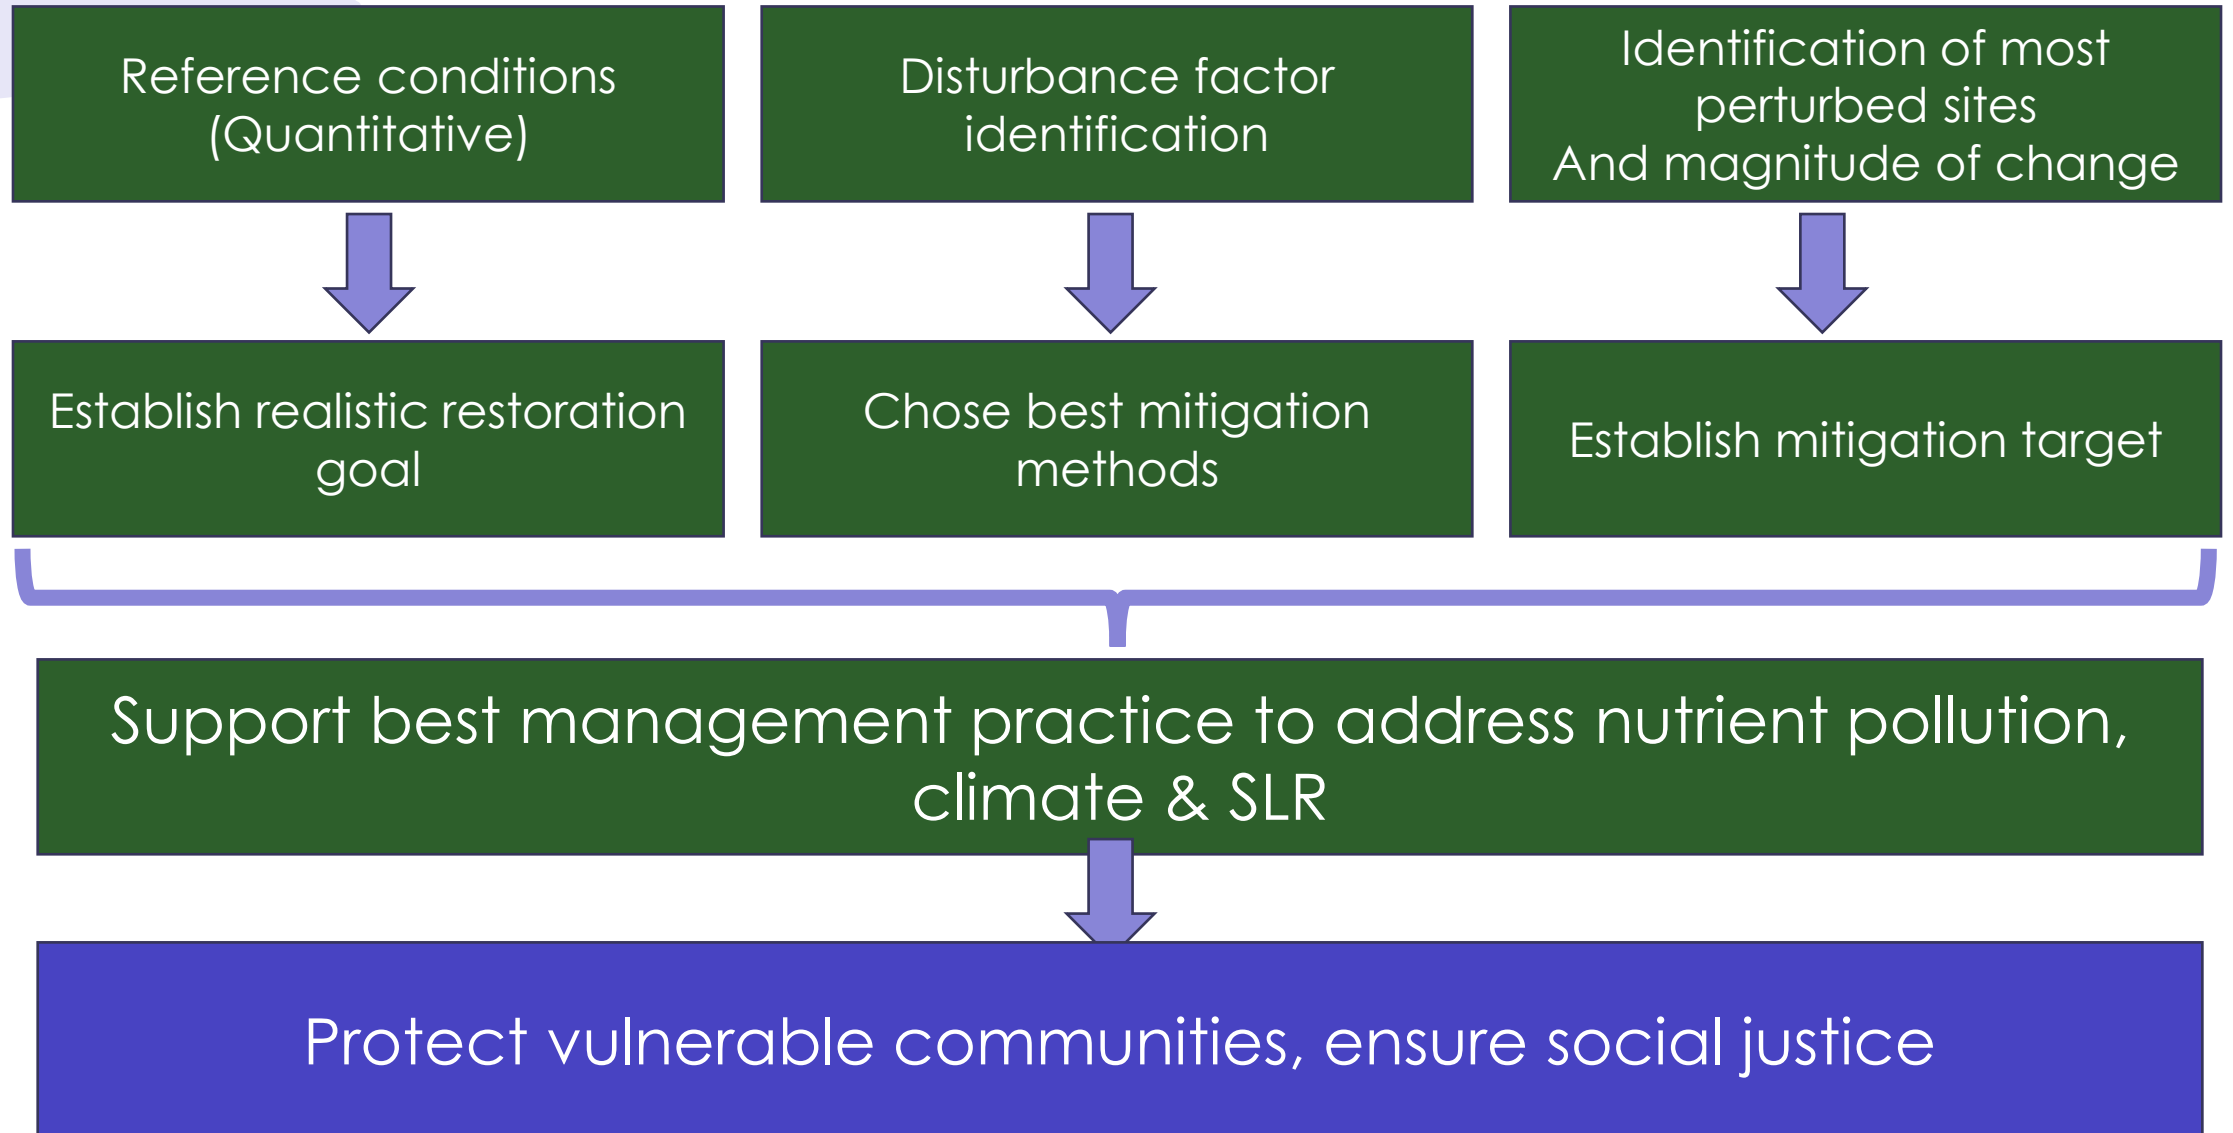 Reference conditions
(Quantitative)
Disturbance factor
identification
Identification of most
perturbed sites
And magnitude of change
Establish realistic restoration
goal
Chose best mitigation
methods
Establish mitigation target
Support best management practice to address nutrient pollution,
climate & SLR
Protect vulnerable communities, ensure social justice